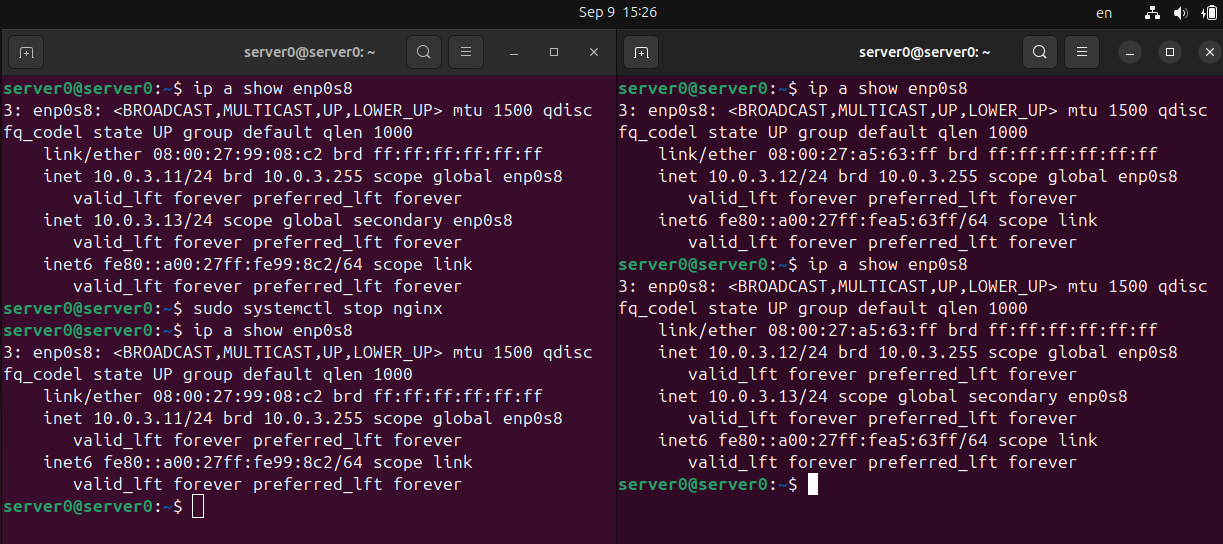 Sep 9 15:26
en
server0@server0: ~
server0@server0:~$ ip a show enp0s8
3: enp0s8: <BROADCAST,MULTICAST,UP,LOWER_UP> mtu 1500 qdisc
fq_codel state UP group default qlen 1000
    link/ether 08:00:27:99:08:c2 brd ff:ff:ff:ff:ff:ff
    inet 10.0.3.11/24 brd 10.0.3.255 scope global enp0s8
       valid_lft forever preferred_lft forever
    inet 10.0.3.13/24 scope global secondary enp0s8
       valid_lft forever preferred_lft forever
    inet6 fe80::a00:27ff:fe99:8c2/64 scope link
       valid_lft forever preferred_lft forever
server0@server0:~$ sudo systemctl stop nginx
server0@server0:~$ ip a show enp0s8
3: enp0s8: <BROADCAST,MULTICAST,UP,LOWER_UP> mtu 1500 qdisc
fq_codel state UP group default qlen 1000
    link/ether 08:00:27:99:08:c2 brd ff:ff:ff:ff:ff:ff
    inet 10.0.3.11/24 brd 10.0.3.255 scope global enp0s8
       valid_lft forever preferred_lft forever
    inet6 fe80::a00:27ff:fe99:8c2/64 scope link
       valid_lft forever preferred_lft forever
server0@server0:~$
server0@server0: ~
server0@server0:~$ ip a show enp0s8
3: enp0s8: <BROADCAST,MULTICAST,UP,LOWER_UP> mtu 1500 qdisc
fq_codel state UP group default qlen 1000
    link/ether 08:00:27:a5:63:ff brd ff:ff:ff:ff:ff:ff
    inet 10.0.3.12/24 brd 10.0.3.255 scope global enp0s8
       valid_lft forever preferred_lft forever
    inet6 fe80::a00:27ff:fea5:63ff/64 scope link
       valid_lft forever preferred_lft forever
server0@server0:~$ ip a show enp0s8
3: enp0s8: <BROADCAST,MULTICAST,UP,LOWER_UP> mtu 1500 qdisc
fq_codel state UP group default qlen 1000
    link/ether 08:00:27:a5:63:ff brd ff:ff:ff:ff:ff:ff
    inet 10.0.3.12/24 brd 10.0.3.255 scope global enp0s8
       valid_lft forever preferred_lft forever
    inet 10.0.3.13/24 scope global secondary enp0s8
       valid_lft forever preferred_lft forever
    inet6 fe80::a00:27ff:fea5:63ff/64 scope link
       valid_lft forever preferred_lft forever
server0@server0:~$